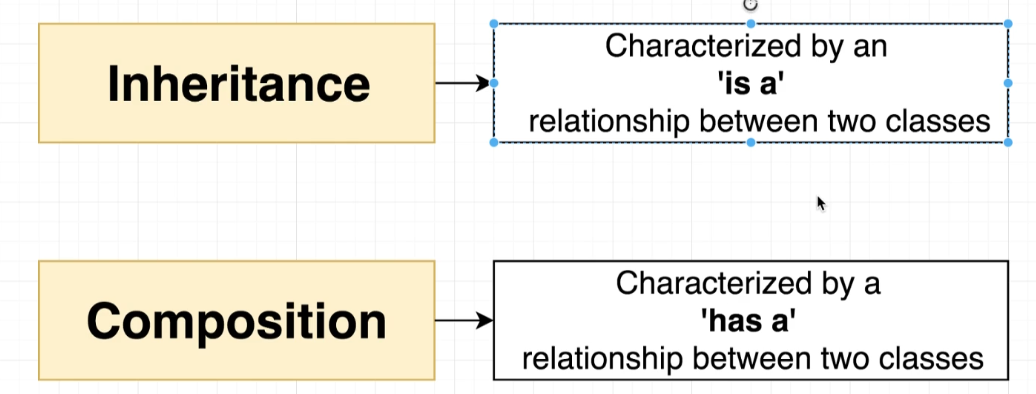 Inheritance
Characterized by an
'is a'
relationship between two classes
Composition
Characterized by a
'has a'
relationship between two classes